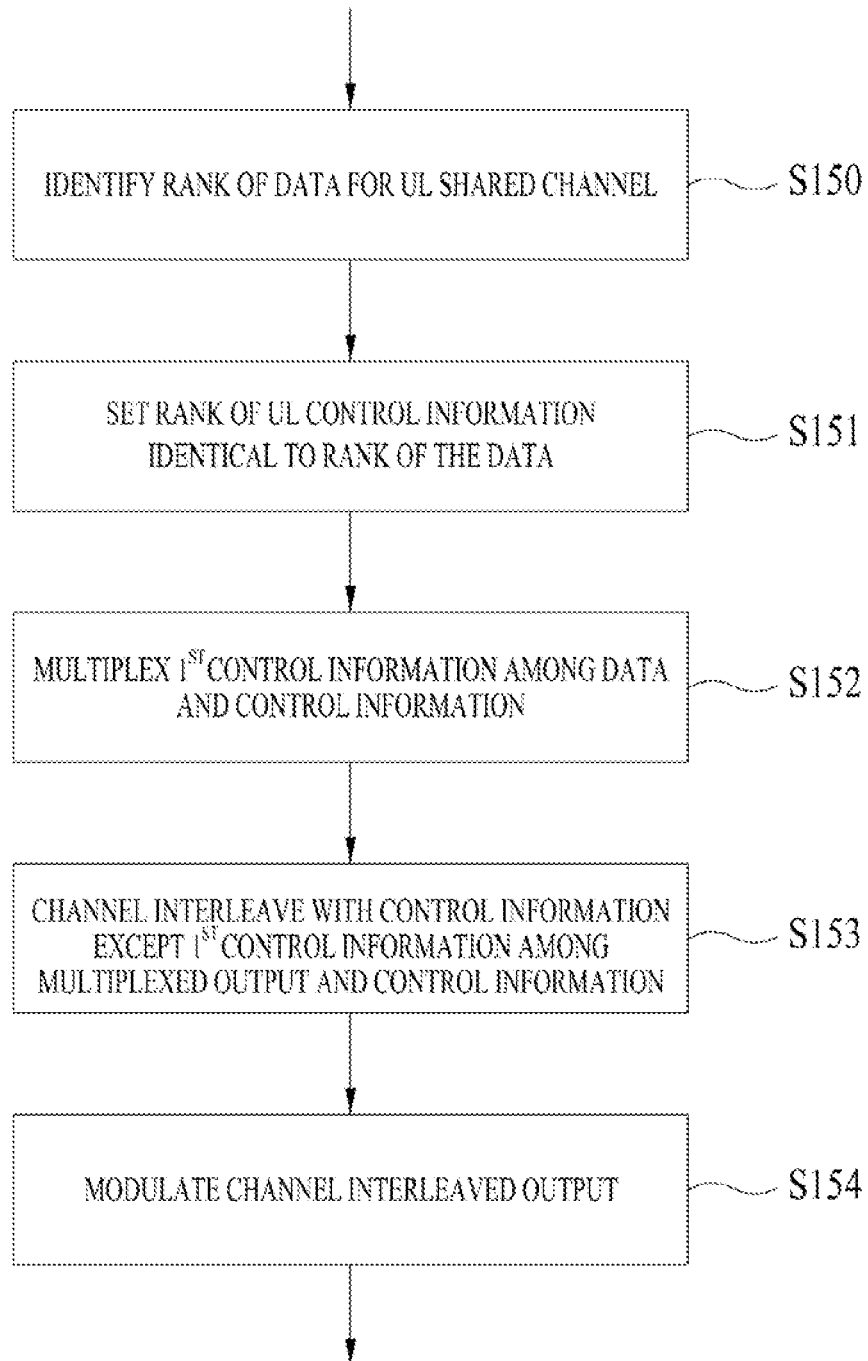 IDENTIFY RANK OF DATA FOR UL SHARED CHANNEL
S150
SET RANK OF UL CONTROL INFORMATION
IDENTICAL TO RANK OF THE DATA
S151
MULTIPLEX 1ST CONTROL INFORMATION AMONG DATA
AND CONTROL INFORMATION
S152
CHANNEL INTERLEAVE WITH CONTROL INFORMATION
EXCEPT 1ST CONTROL INFORMATION AMONG
MULTIPLEXED OUTPUT AND CONTROL INFORMATION
S153
MODULATE CHANNEL INTERLEAVED OUTPUT
S154